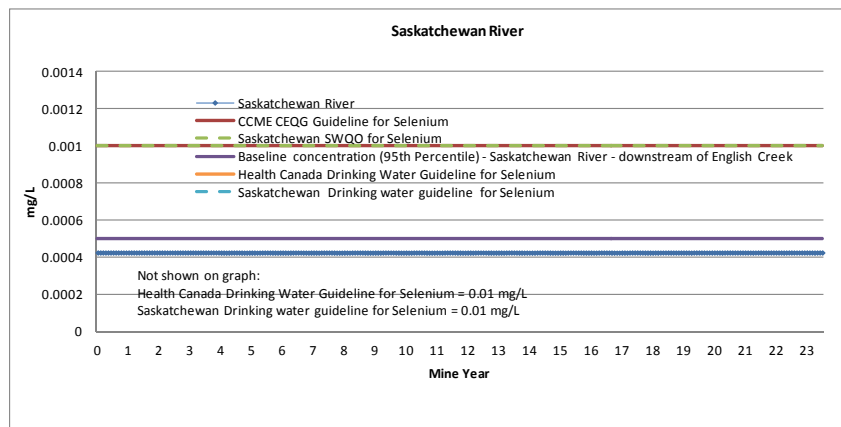 Saskatchewan River
0.0014
0.0012
0.001
0.0008
0.0006
0.0004
0.0002
0
mg/L
Saskatchewan River
CCME CEQG Guideline for Selenium
Saskatchewan SWQO for Selenium
Baseline concentration (95th Percentile) - Saskatchewan River - downstream of English Creek
Health Canada Drinking Water Guideline for Selenium
Saskatchewan Drinking water guideline for Selenium
Not shown on graph:
Health Canada Drinking Water Guideline for Selenium = 0.01 mg/L
Saskatchewan Drinking water guideline for Selenium = 0.01 mg/L
0 1 2 3 4 5 6 7 8 9 10 11 12 13 14 15 16 17 18 19 20 21 22 23
Mine Year